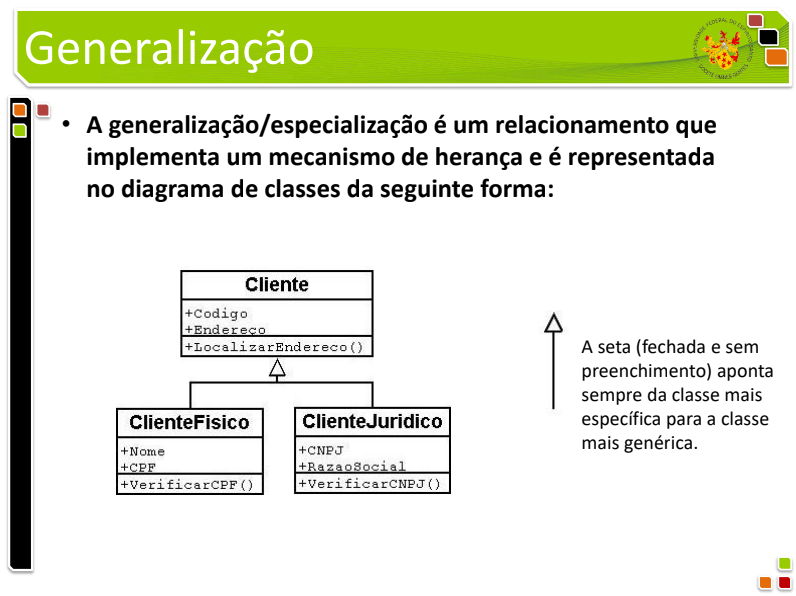 Generalização
• A generalização/especialização é um relacionamento que
implementa um mecanismo de herança e é representada
no diagrama de classes da seguinte forma:
Cliente
+Codigo
+Endereço
+LocalizarEndereco()
ClienteFisico
+Nome
+CPF
+VerificarCPF()
ClienteJuridico
+CNPJ
+RazaoSocial
+VerificarCNPJ()
A seta (fechada e sem
preenchimento) aponta
sempre da classe mais
específica para a classe
mais genérica.